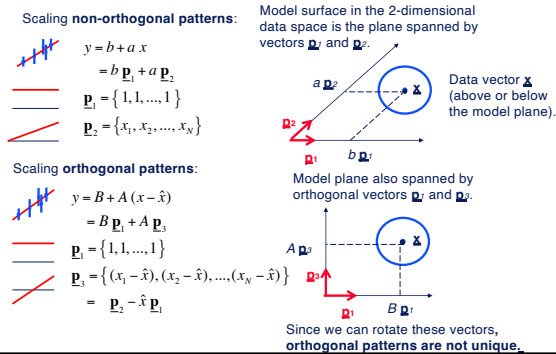 Scaling non-orthogonal patterns:
y = b + a x
= b p₁ + a p₂
p₁ = {1, 1, ..., 1}
p₂ = {x₁, x₂, ..., x_N}
Model surface in the 2-dimensional
data space is the plane spanned by
vectors p₁ and p₂.
a p₂
x
Data vector x
(above or below
the model plane).
p₂
p₁
b p₁
Scaling orthogonal patterns:
y = B + A (x − x̂)
= B p₁ + A p₃
p₁ = {1, 1, ..., 1}
p₃ = {(x₁ − x̂), (x₂ − x̂), ..., (x_N − x̂)}
= p₂ − x̂ p₁
Model plane also spanned by
orthogonal vectors p₁ and p₃.
A p₃
x
p₃
p₁
B p₁
Since we can rotate these vectors,
orthogonal patterns are not unique.